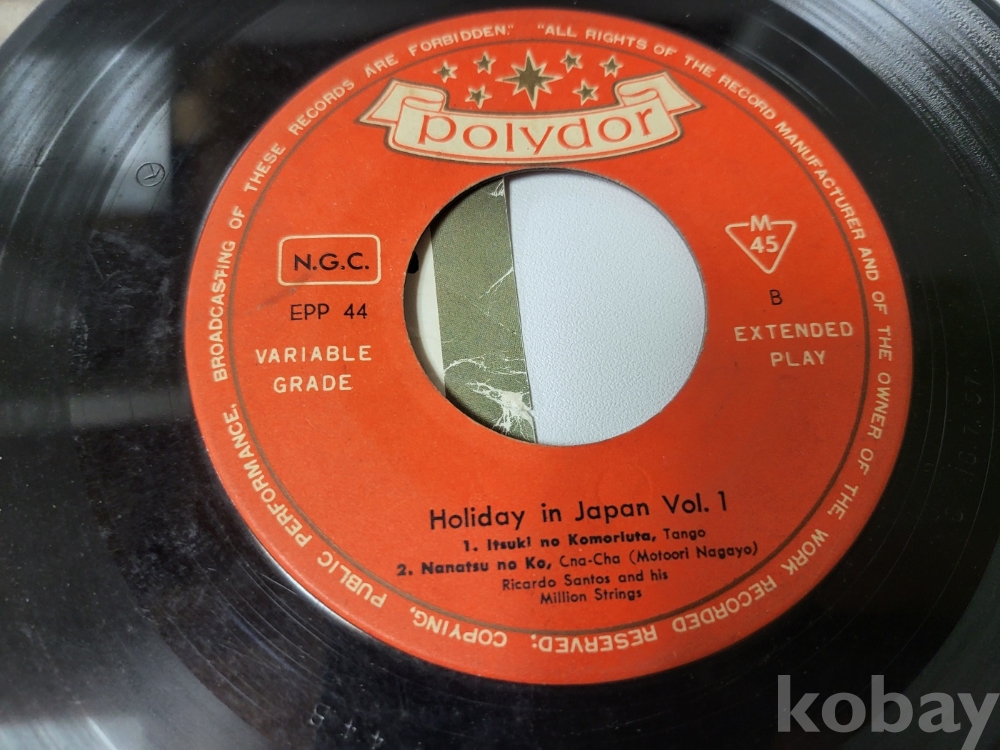 BROADCASTING OF THESE RECORDS ARE FORBIDDEN." "ALL RIGHTS OF THE RECORD MANUFACTURER AND OF THE OWNER OF THE WORK RECORDED RESERVED; COPYING, PUBLIC PERFORMANCE,
polydor
N.G.C.
EPP 44
VARIABLE
GRADE
M
45
B
EXTENDED
PLAY
Holiday in Japan Vol. 1
1. Itsuki no Komoriuta, Tango
2. Nanatsu no Ko, Cna-Cha (Motoori Nagayo)
Ricardo Santos and his
Million Strings
kobay